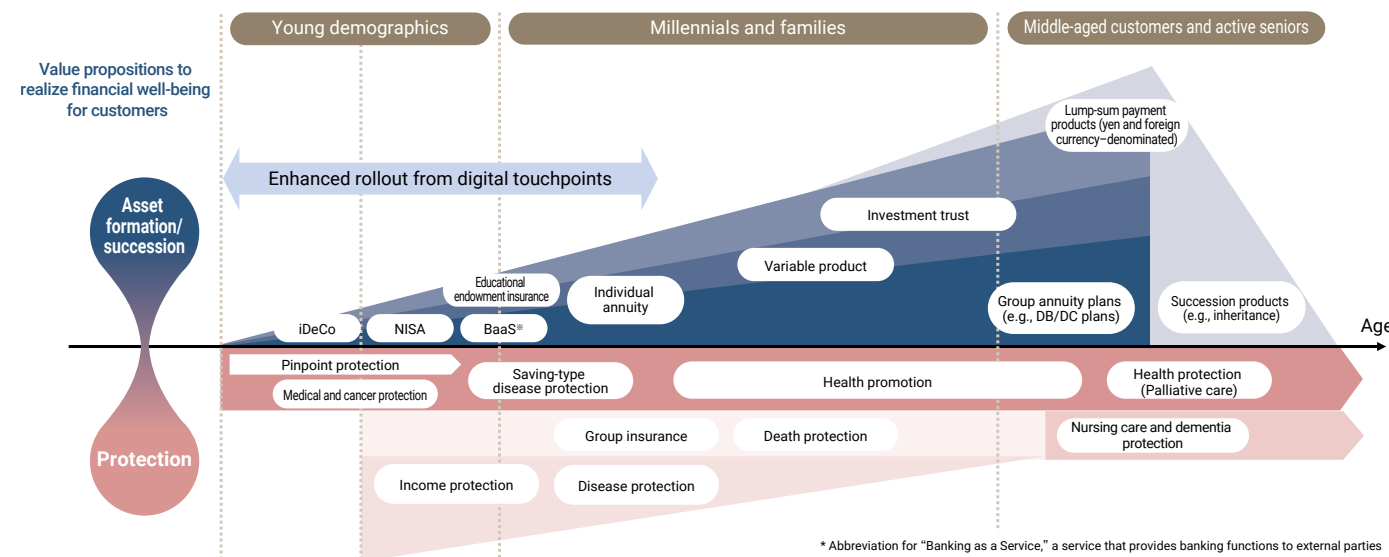 Young demographics
Millennials and families
Middle-aged customers and active seniors
Value propositions to
realize financial well-being
for customers
Lump-sum payment
products (yen and foreign
currency–denominated)
Enhanced rollout from digital touchpoints
Asset
formation/
succession
Investment trust
Variable product
Educational
endowment insurance
Individual
annuity
Group annuity plans
(e.g., DB/DC plans)
Succession products
(e.g., inheritance)
iDeCo
NISA
BaaS※
Age
Pinpoint protection
Saving-type
disease protection
Health promotion
Health protection
(Palliative care)
Medical and cancer protection
Protection
Group insurance
Death protection
Nursing care and dementia
protection
Income protection
Disease protection
* Abbreviation for “Banking as a Service,” a service that provides banking functions to external parties